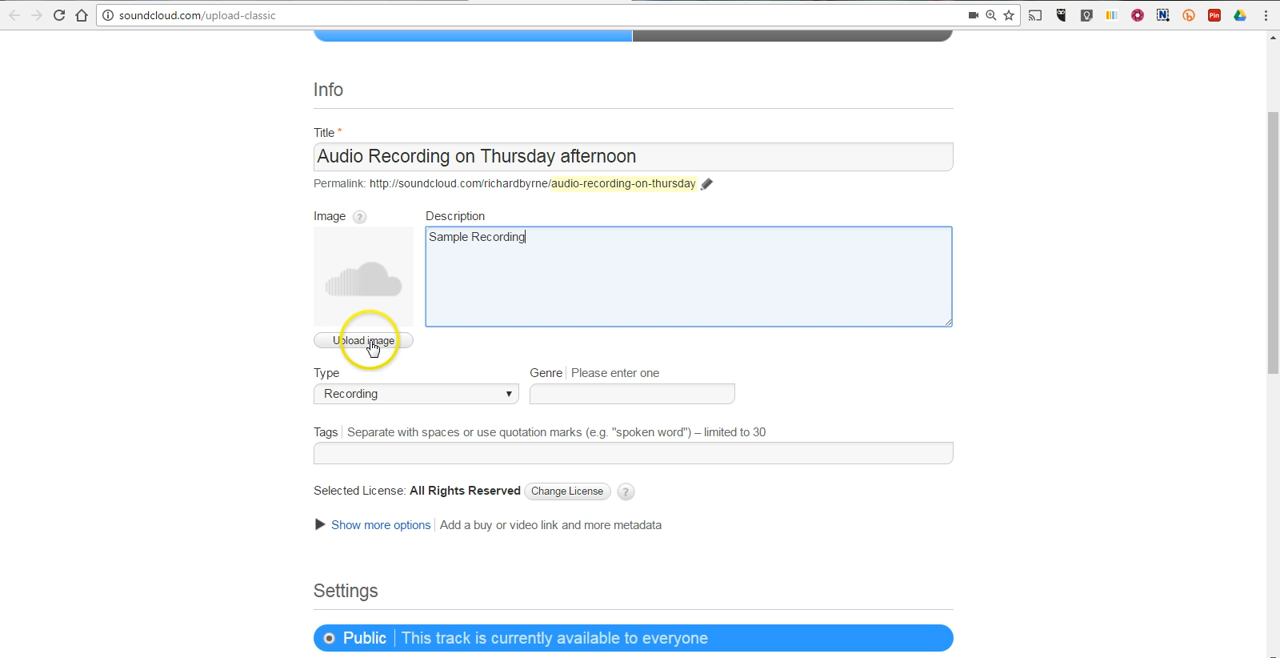 soundcloud.com/upload-classic
Info
Title *
Audio Recording on Thursday afternoon
Permalink: http://soundcloud.com/richardbyrne/audio-recording-on-thursday
Image ? Description
Sample Recording
Upload image
Type Genre Please enter one
Recording
Tags Separate with spaces or use quotation marks (e.g. "spoken word") – limited to 30
Selected License: All Rights Reserved Change License ?
Show more options Add a buy or video link and more metadata
Settings
Public This track is currently available to everyone